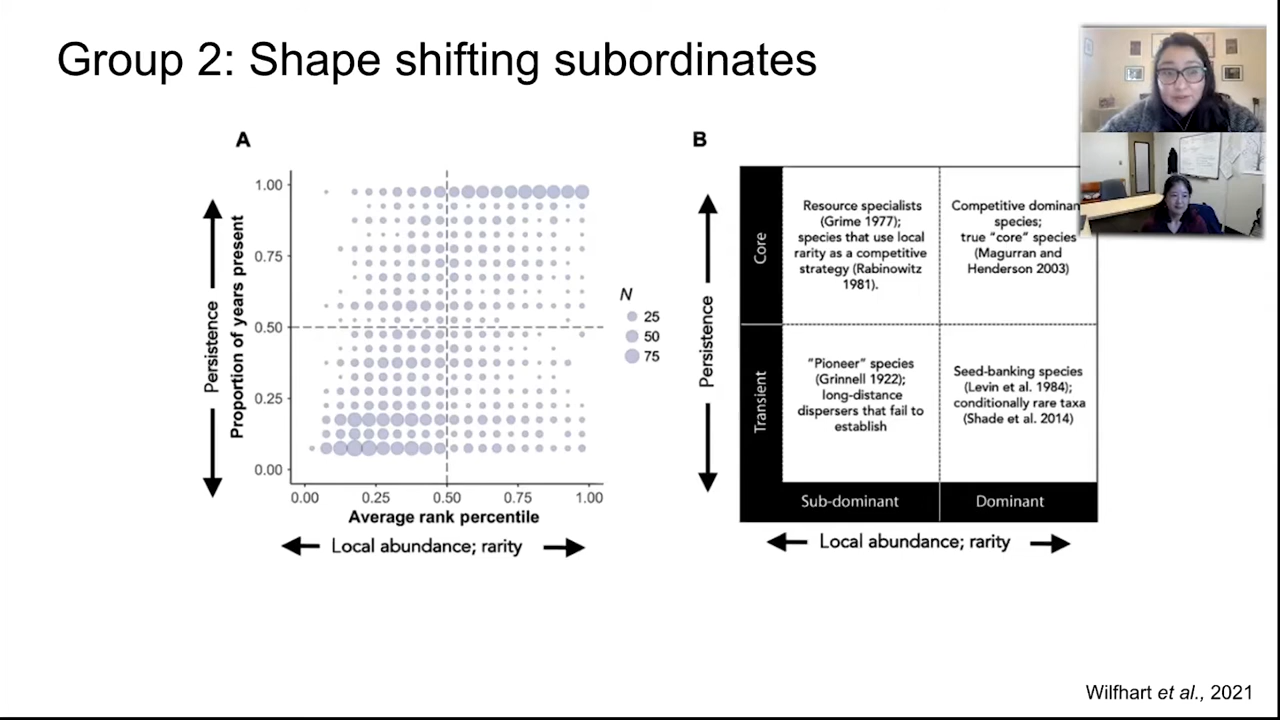 Group 2: Shape shifting subordinates
A
Persistence
Proportion of years present
1.00
0.75
0.50
0.25
0.00
0.00 0.25 0.50 0.75 1.00
Average rank percentile
Local abundance; rarity
N
25
50
75
B
Persistence
Core
Transient
Resource specialists
(Grime 1977);
species that use local
rarity as a competitive
strategy (Rabinowitz
1981).
Competitive
species;
true “core” species
(Magurran and
Henderson 2003)
”Pioneer” species
(Grinnell 1922);
long-distance
dispersers that fail to
establish
Seed-banking species
(Levin et al. 1984);
conditionally rare taxa
(Shade et al. 2014)
Sub-dominant
Dominant
Local abundance; rarity
Wilfhart et al., 2021